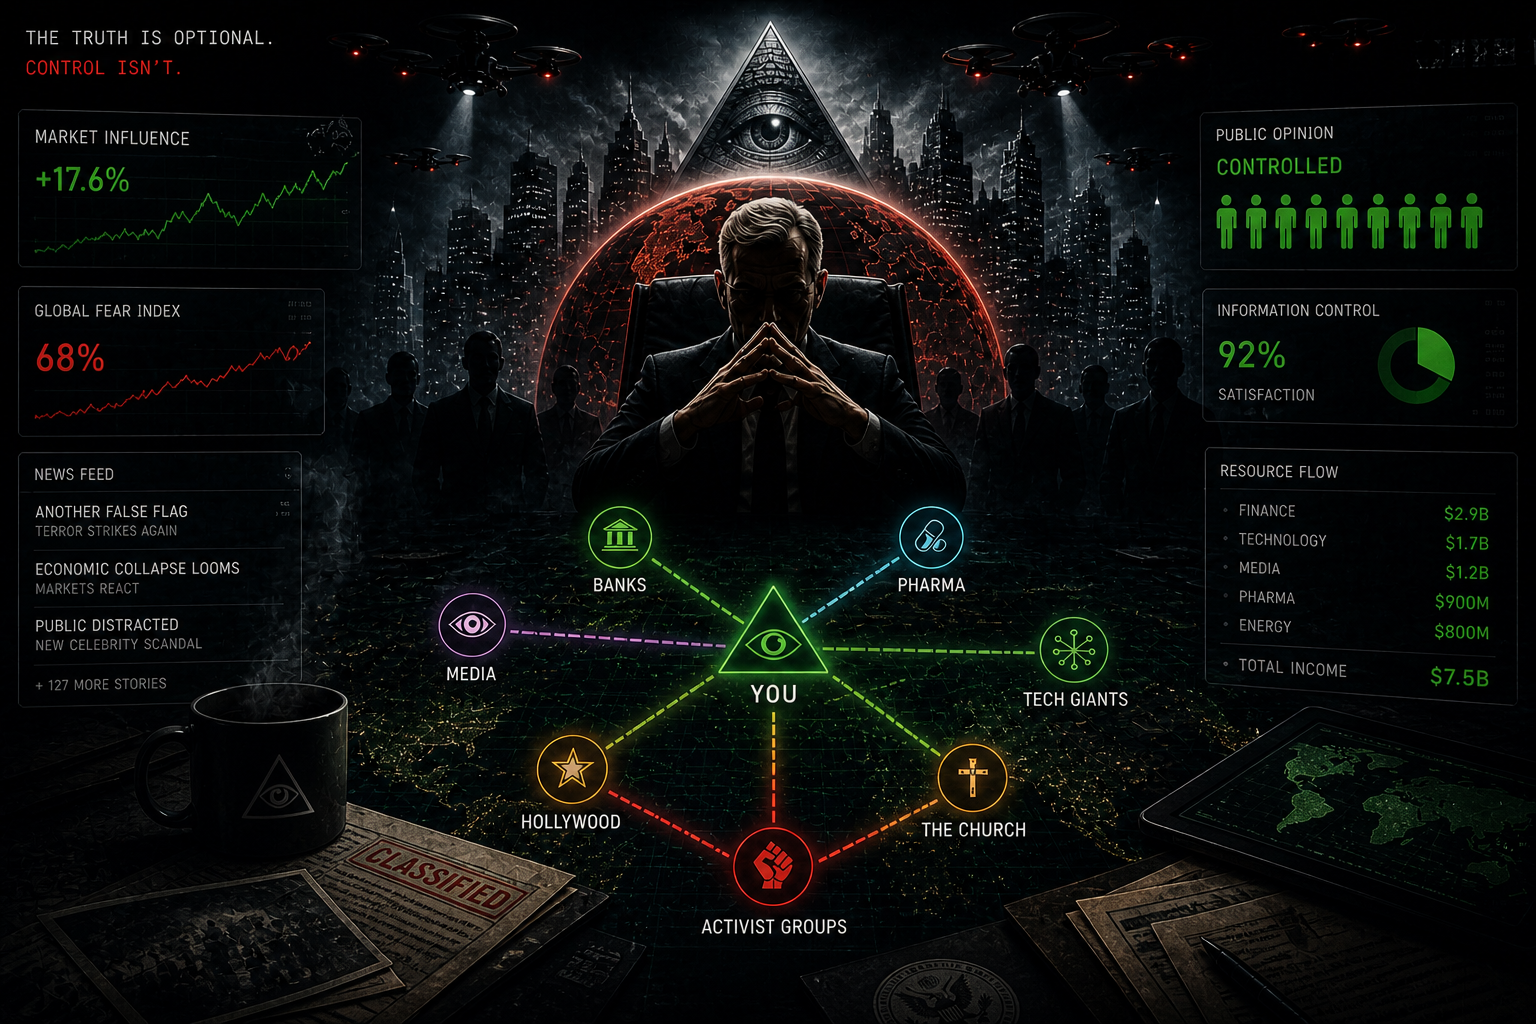 THE TRUTH IS OPTIONAL.
CONTROL ISN'T.
MARKET INFLUENCE
+17.6%
GLOBAL FEAR INDEX
68%
NEWS FEED
ANOTHER FALSE FLAG
TERROR STRIKES AGAIN
ECONOMIC COLLAPSE LOOMS
MARKETS REACT
PUBLIC DISTRACTED
NEW CELEBRITY SCANDAL
+ 127 MORE STORIES
PUBLIC OPINION
CONTROLLED
INFORMATION CONTROL
92%
SATISFACTION
RESOURCE FLOW
FINANCE $2.9B
TECHNOLOGY $1.7B
MEDIA $1.2B
PHARMA $900M
ENERGY $800M
TOTAL INCOME $7.5B
BANKS
PHARMA
MEDIA
YOU
TECH GIANTS
HOLLYWOOD
THE CHURCH
ACTIVIST GROUPS
CLASSIFIED